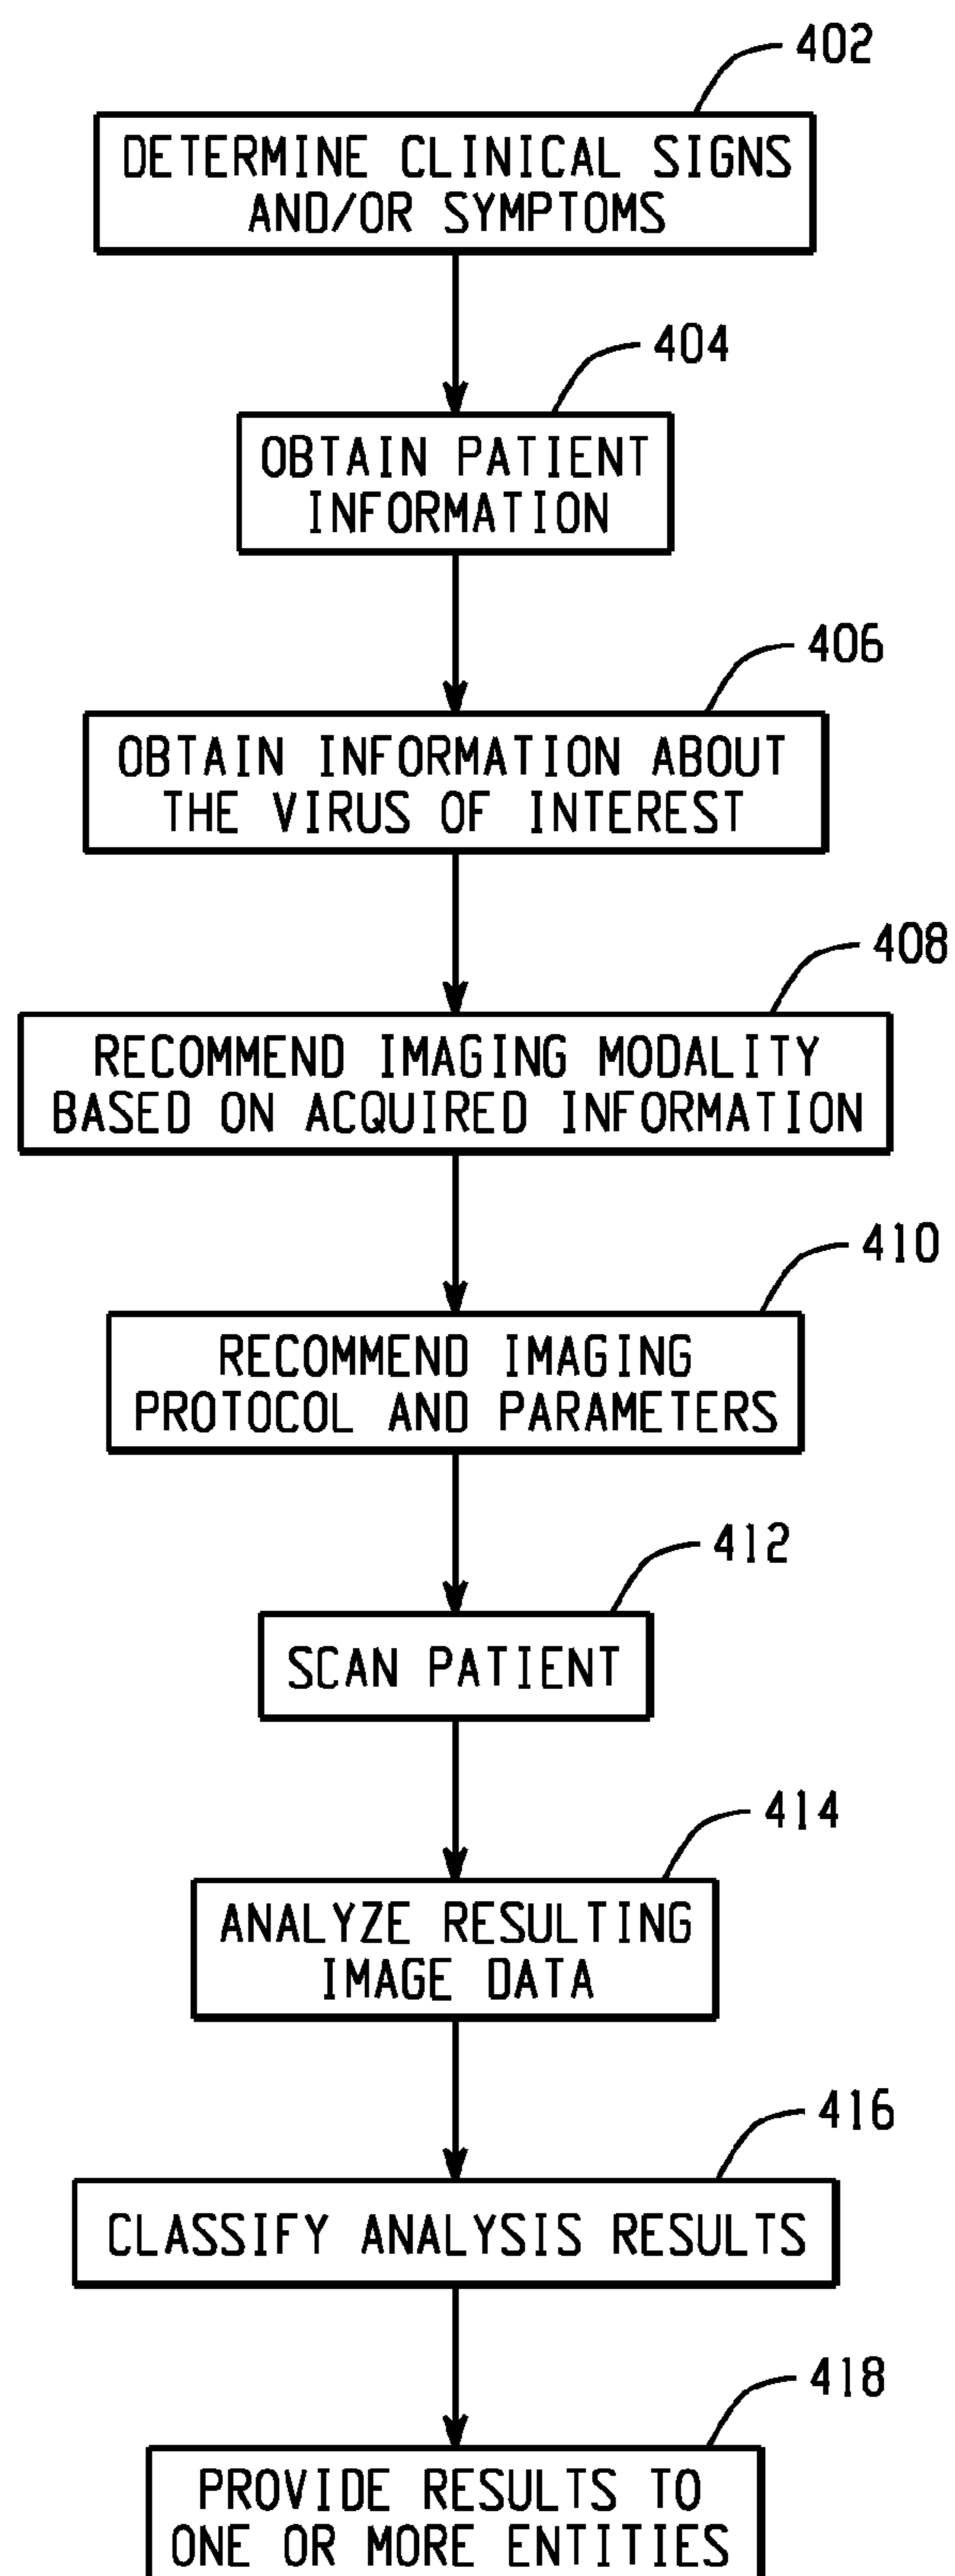 402
DETERMINE CLINICAL SIGNS
AND/OR SYMPTOMS
404
OBTAIN PATIENT
INFORMATION
406
OBTAIN INFORMATION ABOUT
THE VIRUS OF INTEREST
408
RECOMMEND IMAGING MODALITY
BASED ON ACQUIRED INFORMATION
410
RECOMMEND IMAGING
PROTOCOL AND PARAMETERS
412
SCAN PATIENT
414
ANALYZE RESULTING
IMAGE DATA
416
CLASSIFY ANALYSIS RESULTS
418
PROVIDE RESULTS TO
ONE OR MORE ENTITIES